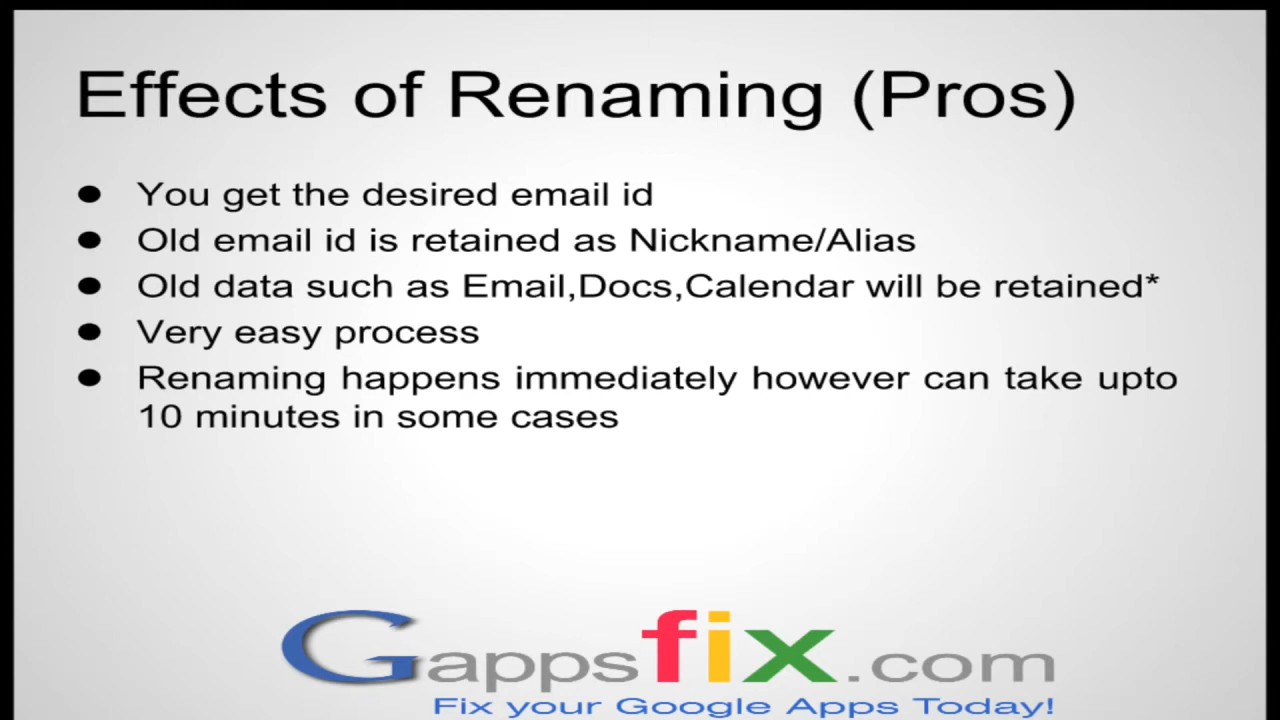 Effects of Renaming (Pros)
● You get the desired email id
● Old email id is retained as Nickname/Alias
● Old data such as Email,Docs,Calendar will be retained*
● Very easy process
● Renaming happens immediately however can take upto
10 minutes in some cases
Gappsfix.com
Fix your Google Apps Today!